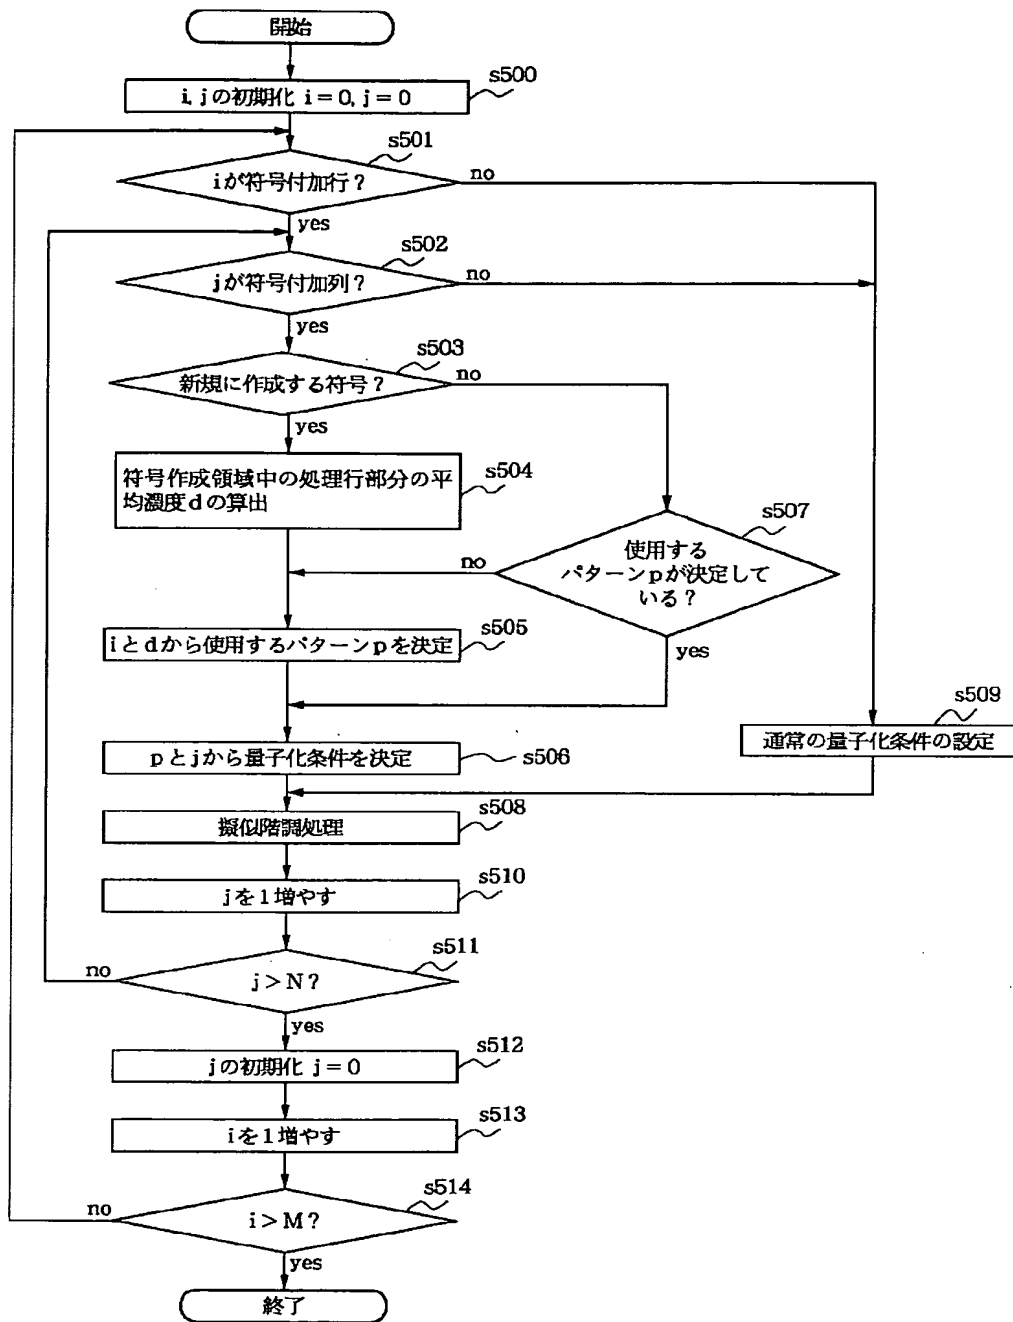 開始
s500
i,jの初期化 i=0,j=0
s501
iが符号付加行?
no
yes
s502
jが符号付加列?
no
yes
s503
新規に作成する符号?
no
yes
s504
符号作成領域中の処理行部分の平
均濃度dの算出
s507
使用する
パターンpが決定して
いる?
no
yes
s505
iとdから使用するパターンpを決定
s506
pとjから量子化条件を決定
s509
通常の量子化条件の設定
s508
擬似階調処理
s510
jを1増やす
s511
j>N?
no
yes
s512
jの初期化 j=0
s513
iを1増やす
s514
i>M?
no
yes
終了